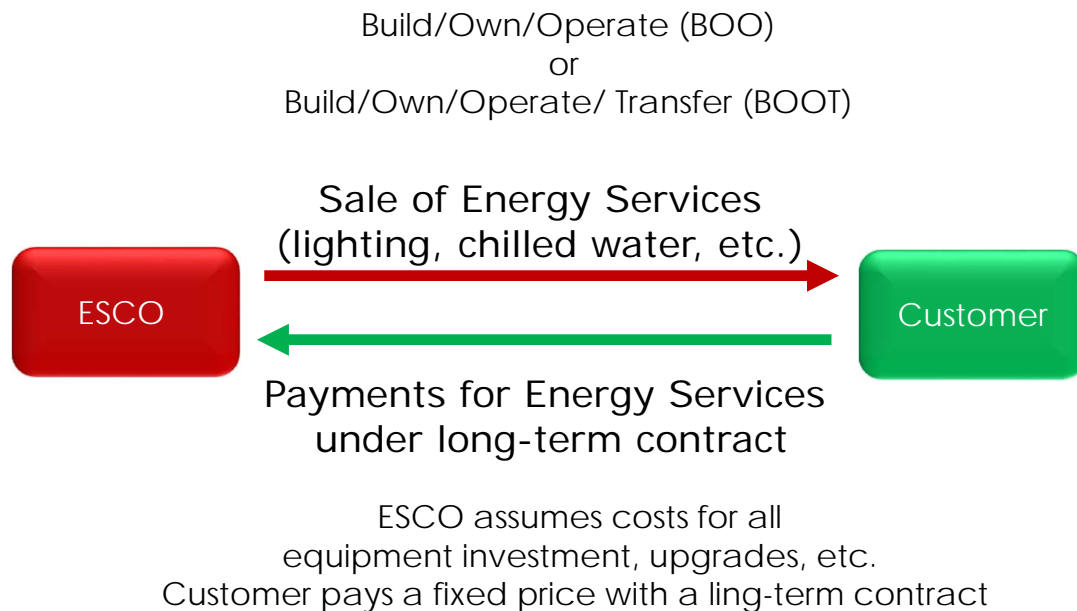 Build/Own/Operate (BOO)
or
Build/Own/Operate/ Transfer (BOOT)
Sale of Energy Services
(lighting, chilled water, etc.)
ESCO
Customer
Payments for Energy Services
under long-term contract
ESCO assumes costs for all
equipment investment, upgrades, etc.
Customer pays a fixed price with a ling-term contract